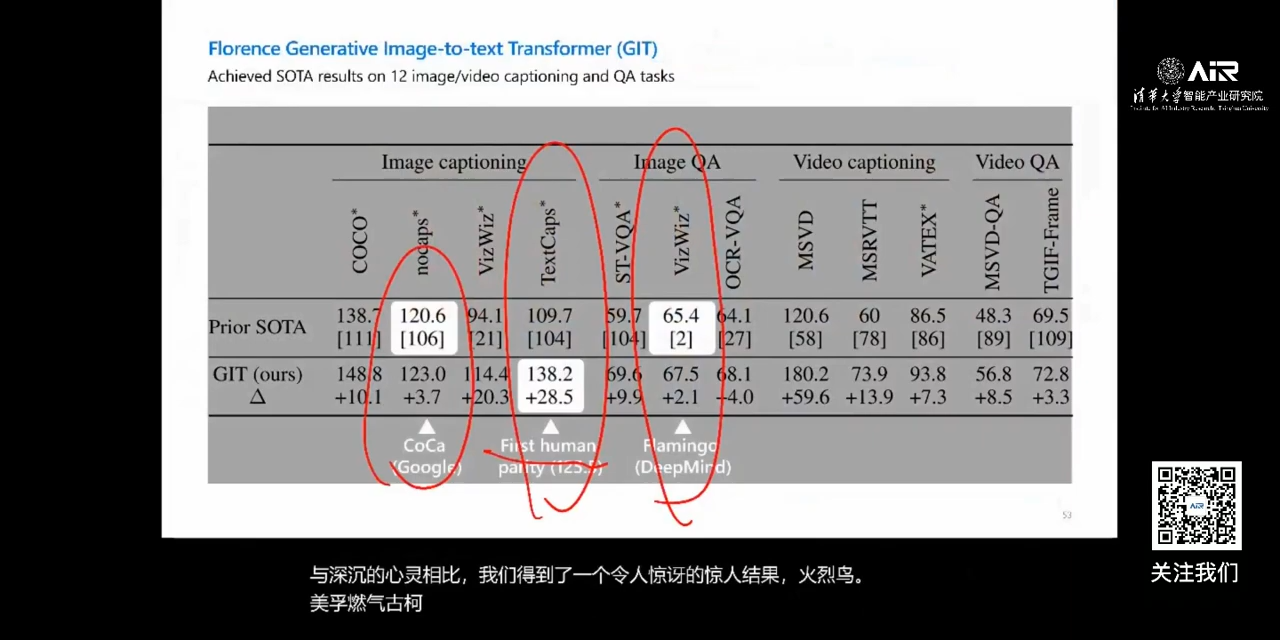 Florence Generative Image-to-text Transformer (GIT)
Achieved SOTA results on 12 image/video captioning and QA tasks
AiR
清华大学智能产业研究院
Image captioning Image QA Video captioning Video QA
COCO* nocaps* VizWiz* TextCaps* ST-VQA* VizWiz* OCR-VQA MSVD MSRVTT VATEX* MSVD-QA TGIF-Frame
Prior SOTA 138.7 120.6 94.1 109.7 59.7 65.4 64.1 120.6 60 86.5 48.3 69.5
[111] [106] [21] [104] [104] [2] [27] [58] [78] [86] [89] [109]
GIT (ours) 148.8 123.0 114.4 138.2 69.6 67.5 68.1 180.2 73.9 93.8 56.8 72.8
Δ +10.1 +3.7 +20.3 +28.5 +9.9 +2.1 +4.0 +59.6 +13.9 +7.3 +8.5 +3.3
CoCa First human Flamingo
(Google) parity (125.5) (DeepMind)
53
关注我们
与深沉的心灵相比，我们得到了一个令人惊讶的惊人结果，火烈鸟。
美孚燃气古柯